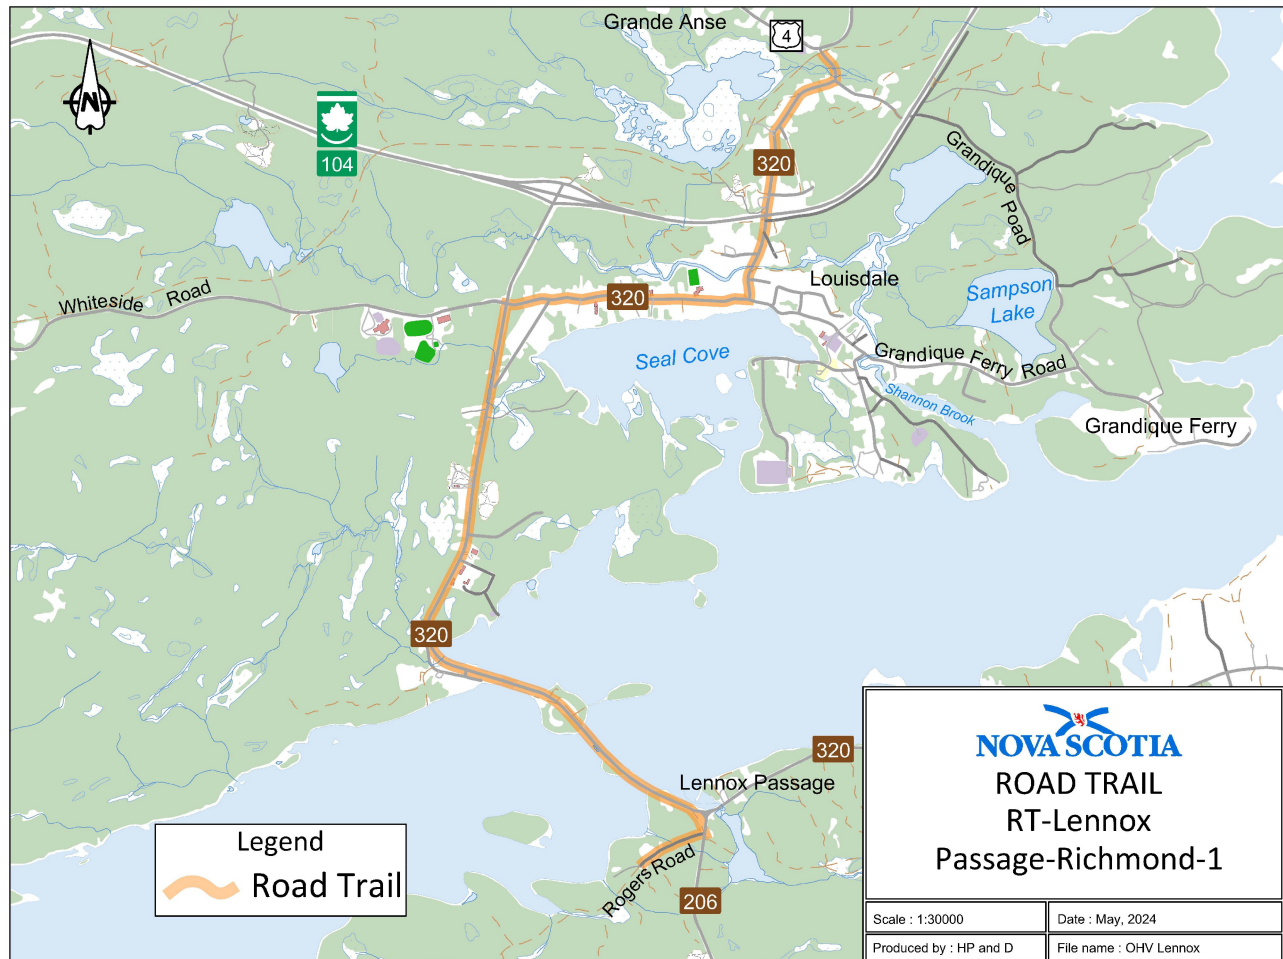 Grande Anse
4
N
104
320
Grandique
Road
Louisdale
Whiteside Road
320
Sampson
Lake
Seal Cove
Grandique Ferry Road
Shannon Brook
Grandique Ferry
320
320
Lennox Passage
Rogers Road
206
Legend
Road Trail
NOVA SCOTIA
ROAD TRAIL
RT-Lennox
Passage-Richmond-1
Scale : 1:30000
Date : May, 2024
Produced by : HP and D
File name : OHV Lennox